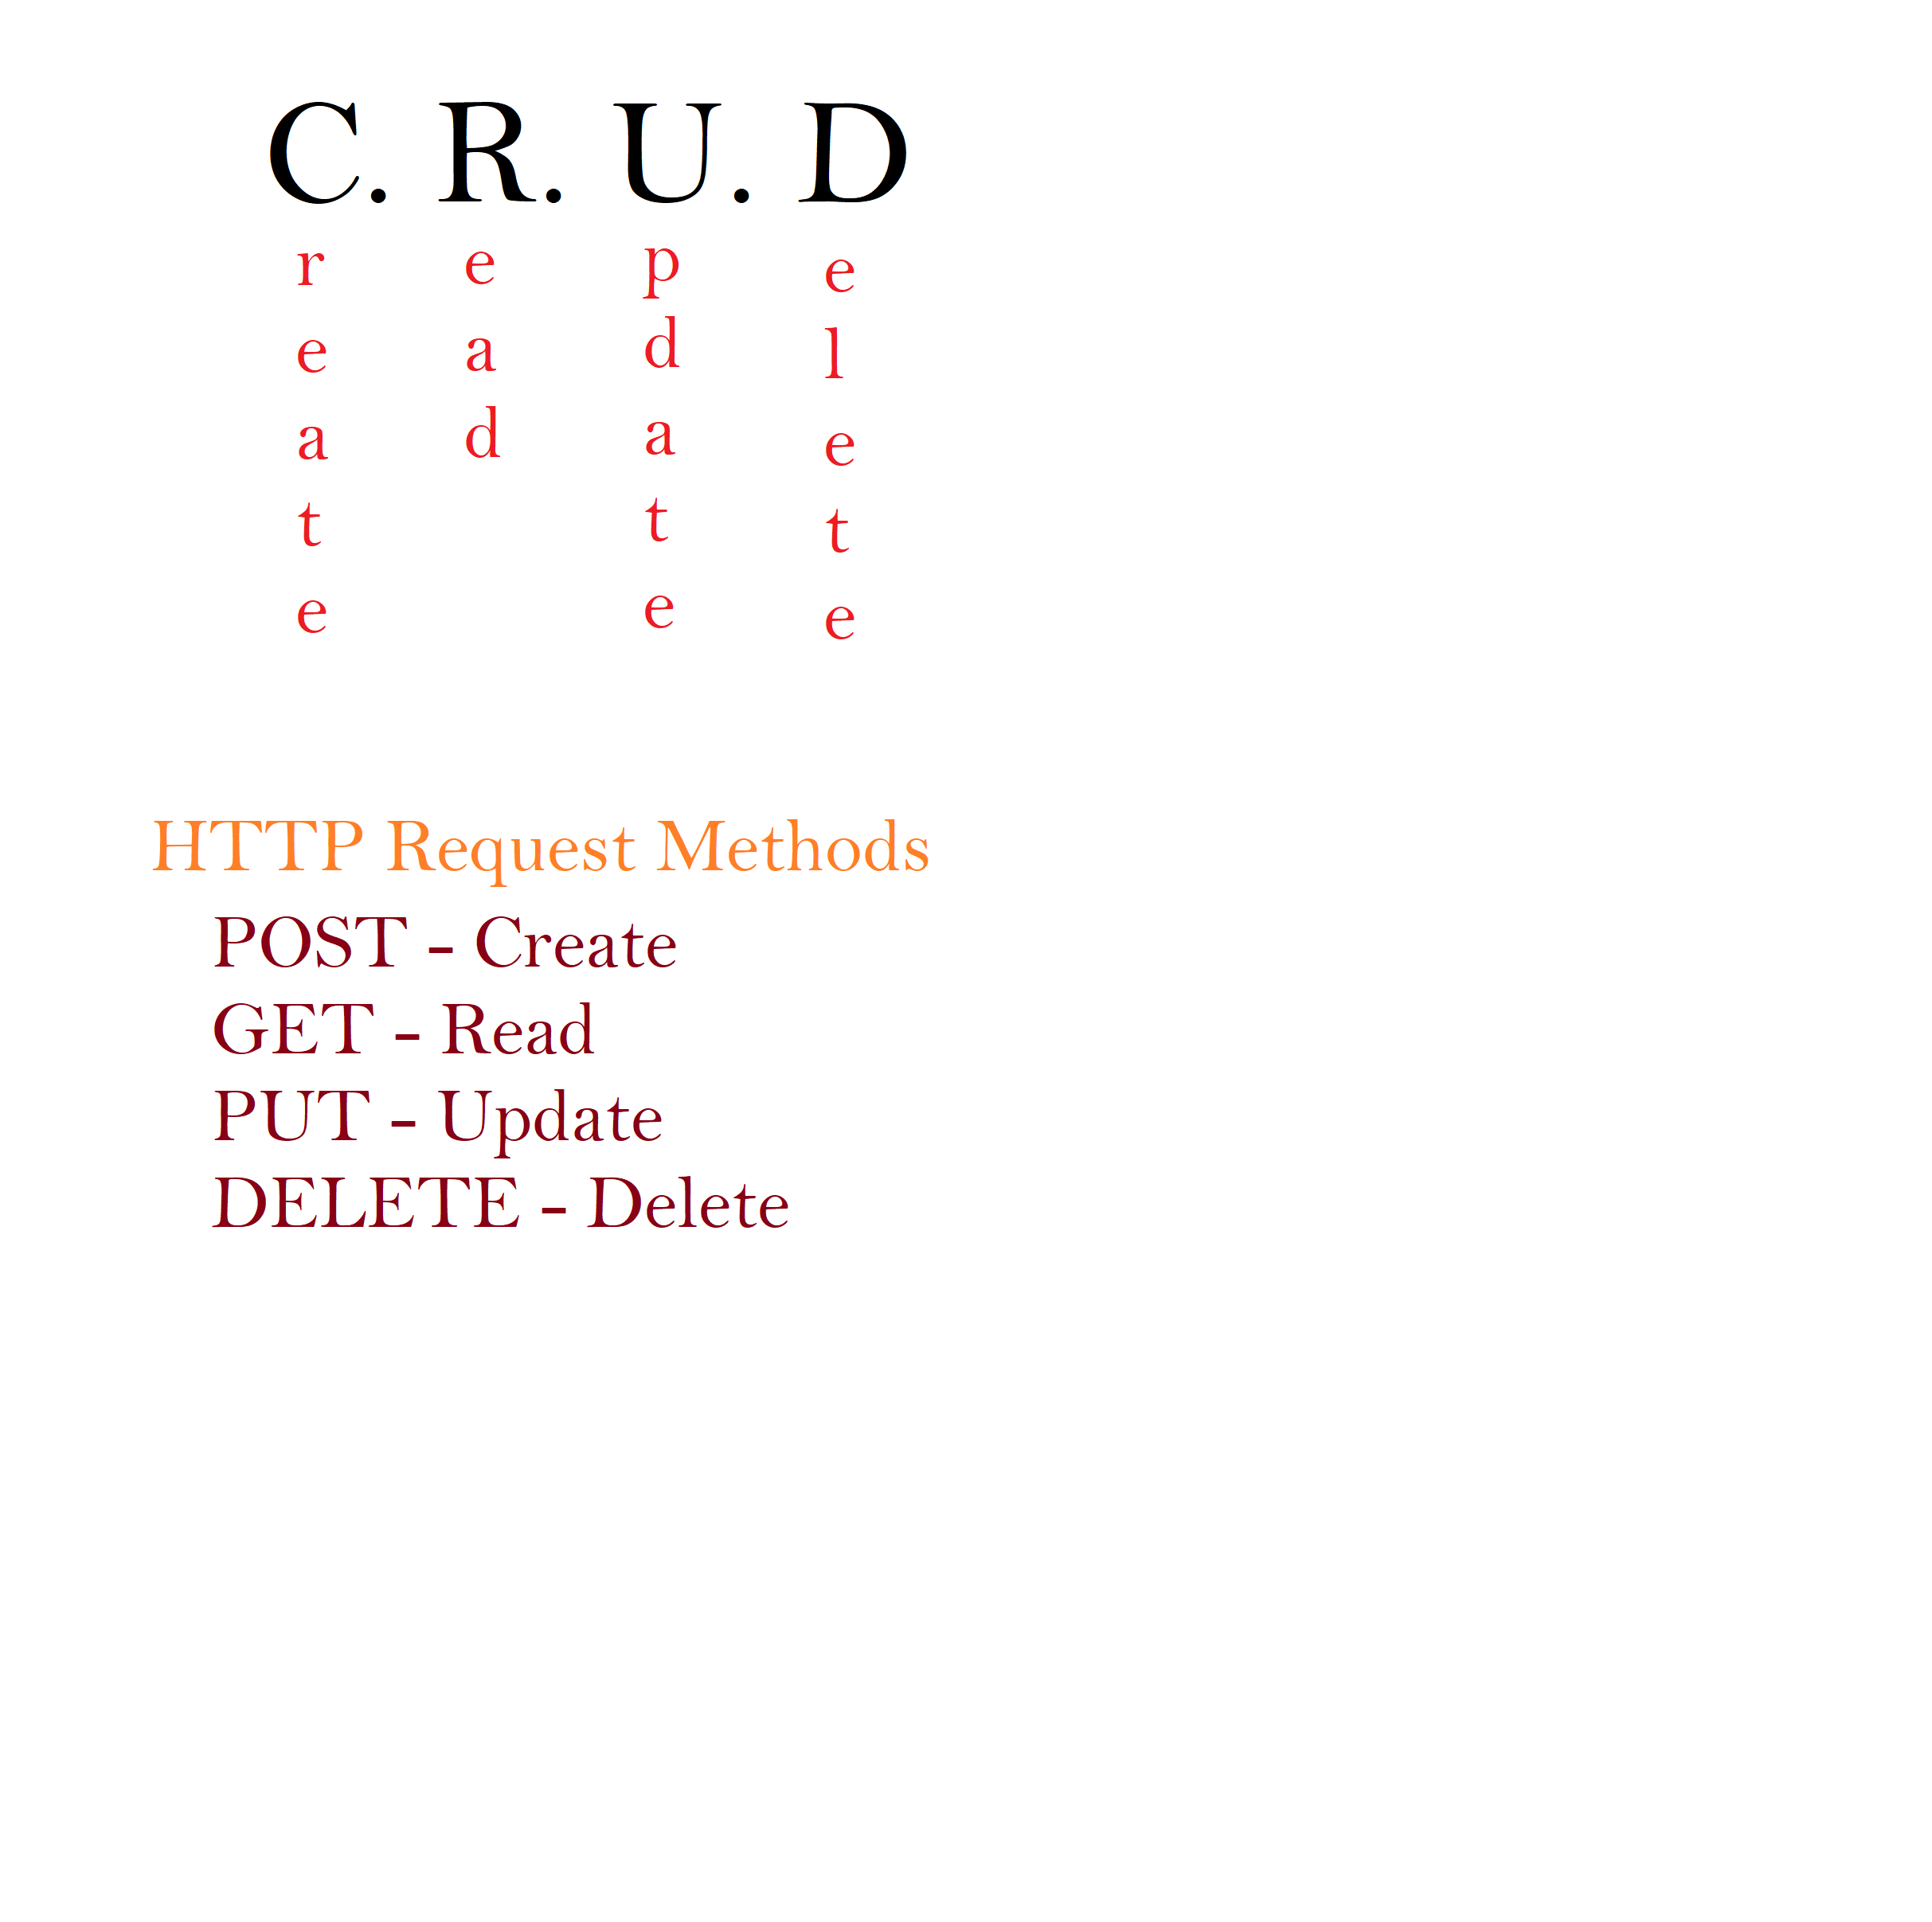 C. R. U. D
r e p e
e a d l
a d a e
t t t
e e e
HTTP Request Methods
POST - Create
GET - Read
PUT - Update
DELETE - Delete